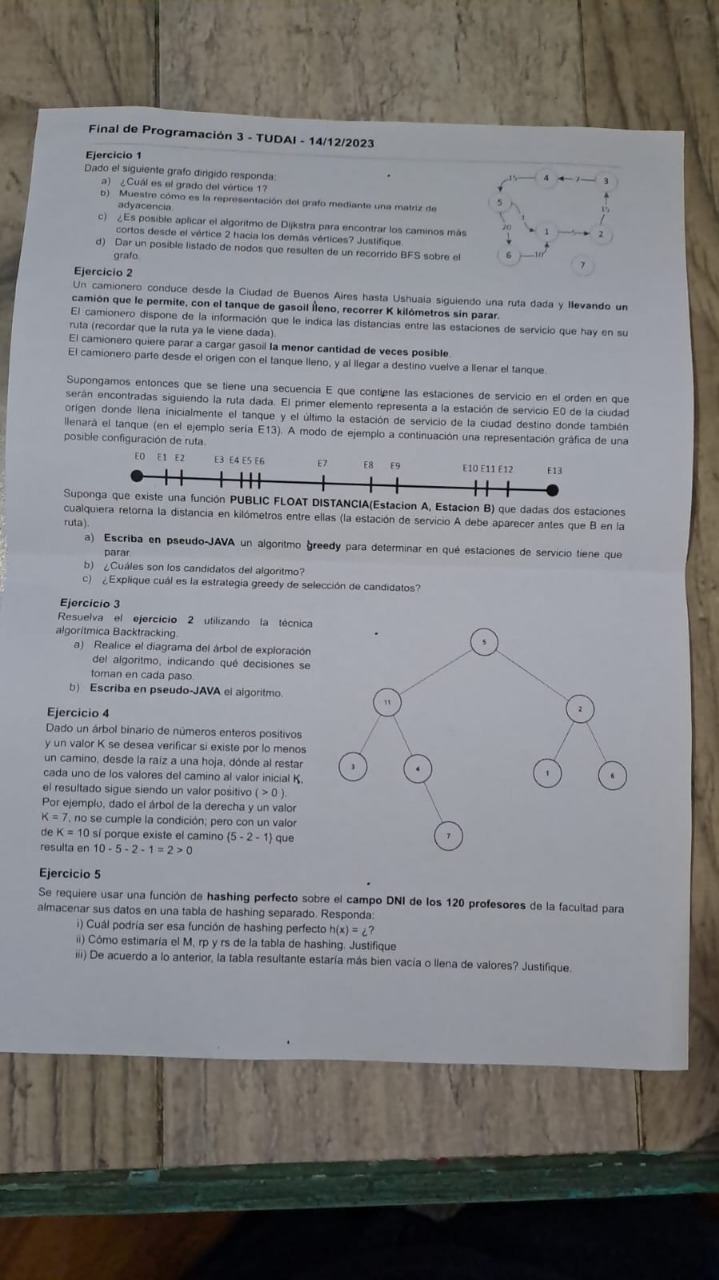 Final de Programación 3 - TUDAI - 14/12/2023
Ejercicio 1
Dado el siguiente grafo dirigido responda:
a) ¿Cuál es el grado del vértice 1?
b) Muestre cómo es la representación del grafo mediante una matriz de
adyacencia.
c) ¿Es posible aplicar el algoritmo de Dijkstra para encontrar los caminos más
cortos desde el vértice 2 hacia los demás vértices? Justifique.
d) Dar un posible listado de nodos que resulten de un recorrido BFS sobre el
grafo.
15 4 3
5 15
20 1 2
6 10 7
Ejercicio 2
Un camionero conduce desde la Ciudad de Buenos Aires hasta Ushuaia siguiendo una ruta dada y llevando un
camión que le permite, con el tanque de gasoil lleno, recorrer K kilómetros sin parar.
El camionero dispone de la información que le indica las distancias entre las estaciones de servicio que hay en su
ruta (recordar que la ruta ya le viene dada).
El camionero quiere parar a cargar gasoil la menor cantidad de veces posible.
El camionero parte desde el origen con el tanque lleno, y al llegar a destino vuelve a llenar el tanque.
Supongamos entonces que se tiene una secuencia E que contiene las estaciones de servicio en el orden en que
serán encontradas siguiendo la ruta dada. El primer elemento representa a la estación de servicio E0 de la ciudad
origen donde llena inicialmente el tanque y el último la estación de servicio de la ciudad destino donde también
llenará el tanque (en el ejemplo sería E13). A modo de ejemplo a continuación una representación gráfica de una
posible configuración de ruta.
E0 E1 E2 E3 E4 E5 E6 E7 E8 E9 E10 E11 E12 E13
Suponga que existe una función PUBLIC FLOAT DISTANCIA(Estacion A, Estacion B) que dadas dos estaciones
cualquiera retorna la distancia en kilómetros entre ellas (la estación de servicio A debe aparecer antes que B en la
ruta).
a) Escriba en pseudo-JAVA un algoritmo greedy para determinar en qué estaciones de servicio tiene que
parar.
b) ¿Cuáles son los candidatos del algoritmo?
c) ¿Explique cuál es la estrategia greedy de selección de candidatos?
Ejercicio 3
Resuelva el ejercicio 2 utilizando la técnica
algorítmica Backtracking.
a) Realice el diagrama del árbol de exploración
del algoritmo, indicando qué decisiones se
toman en cada paso.
b) Escriba en pseudo-JAVA el algoritmo.
Ejercicio 4
Dado un árbol binario de números enteros positivos
y un valor K se desea verificar si existe por lo menos
un camino, desde la raíz a una hoja, dónde al restar
cada uno de los valores del camino al valor inicial K,
el resultado sigue siendo un valor positivo ( > 0 ).
Por ejemplo, dado el árbol de la derecha y un valor
K = 7, no se cumple la condición; pero con un valor
de K = 10 sí porque existe el camino {5 - 2 - 1} que
resulta en 10 - 5 - 2 - 1 = 2 > 0
5
11 2
3 4 1 6
7
Ejercicio 5
Se requiere usar una función de hashing perfecto sobre el campo DNI de los 120 profesores de la facultad para
almacenar sus datos en una tabla de hashing separado. Responda:
i) Cuál podría ser esa función de hashing perfecto h(x) = ¿?
ii) Cómo estimaría el M, rp y rs de la tabla de hashing. Justifique
iii) De acuerdo a lo anterior, la tabla resultante estaría más bien vacía o llena de valores? Justifique.